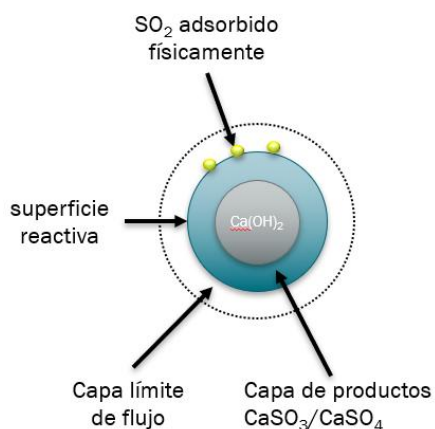 SO₂ adsorbido
físicamente
superficie
reactiva
Ca(OH)₂
Capa límite
de flujo
Capa de productos
CaSO₃/CaSO₄